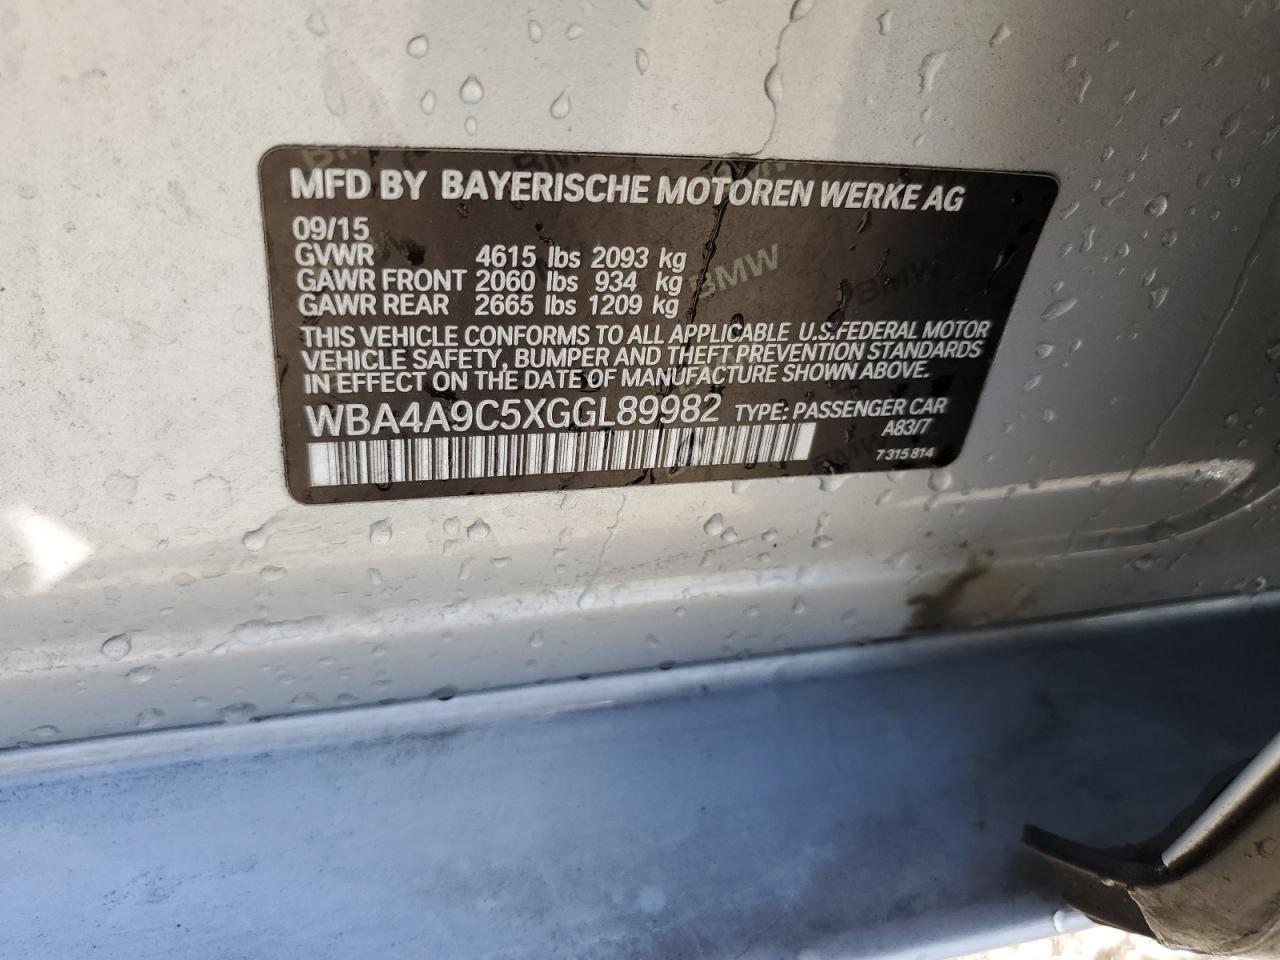 MFD BY BAYERISCHE MOTOREN WERKE AG
09/15
GVWR 4615 lbs 2093 kg
GAWR FRONT 2060 lbs 934 kg
GAWR REAR 2665 lbs 1209 kg
THIS VEHICLE CONFORMS TO ALL APPLICABLE U.S.FEDERAL MOTOR
VEHICLE SAFETY, BUMPER AND THEFT PREVENTION STANDARDS
IN EFFECT ON THE DATE OF MANUFACTURE SHOWN ABOVE.
WBA4A9C5XGGL89982 TYPE: PASSENGER CAR
A83/7
7 315 814
BMW
BMW
BMW